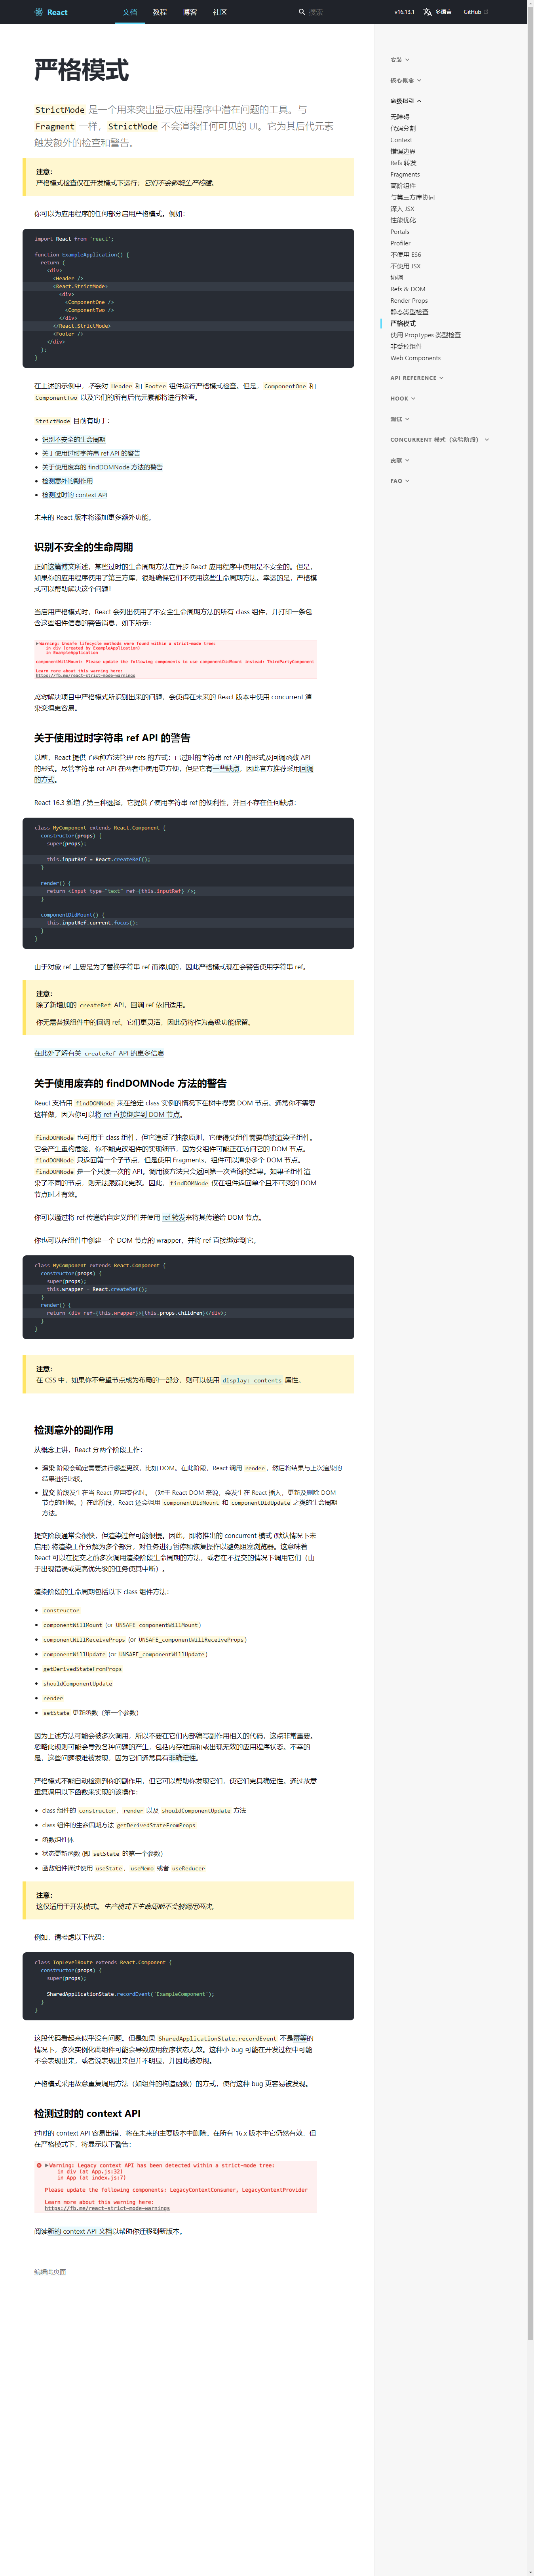 React
文档
教程
博客
社区
搜索
v16.13.1
多语言
GitHub
严格模式
StrictMode 是一个用来突出显示应用程序中潜在问题的工具。与
Fragment 一样，StrictMode 不会渲染任何可见的 UI。它为其后代元素
触发额外的检查和警告。
注意：
严格模式检查仅在开发模式下运行；它们不会影响生产构建。
你可以为应用程序的任何部分启用严格模式。例如：
import React from 'react';
function ExampleApplication() {
return (
<div>
<Header />
<React.StrictMode>
<div>
<ComponentOne />
<ComponentTwo />
</div>
</React.StrictMode>
<Footer />
</div>
);
}
在上述的示例中，不会对 Header 和 Footer 组件运行严格模式检查。但是，ComponentOne 和
ComponentTwo 以及它们的所有后代元素都将进行检查。
StrictMode 目前有助于：
识别不安全的生命周期
关于使用过时字符串 ref API 的警告
关于使用废弃的 findDOMNode 方法的警告
检测意外的副作用
检测过时的 context API
未来的 React 版本将添加更多额外功能。
识别不安全的生命周期
正如这篇博文所述，某些过时的生命周期方法在异步 React 应用程序中使用是不安全的。但是，
如果你的应用程序使用了第三方库，很难确保它们不使用这些生命周期方法。幸运的是，严格模
式可以帮助解决这个问题！
当启用严格模式时，React 会列出使用了不安全生命周期方法的所有 class 组件，并打印一条包
含这些组件信息的警告消息，如下所示：
Warning: Unsafe lifecycle methods were found within a strict-mode tree:
in div (created by ExampleApplication)
in ExampleApplication
componentWillMount: Please update the following components to use componentDidMount instead: ThirdPartyComponent
Learn more about this warning here:
https://fb.me/react-strict-mode-warnings
此时解决项目中严格模式所识别出来的问题，会使得在未来的 React 版本中使用 concurrent 渲
染变得更容易。
关于使用过时字符串 ref API 的警告
以前，React 提供了两种方法管理 refs 的方式：已过时的字符串 ref API 的形式及回调函数 API
的形式。尽管字符串 ref API 在两者中使用更方便，但是它有一些缺点，因此官方推荐采用回调
的方式。
React 16.3 新增了第三种选择，它提供了使用字符串 ref 的便利性，并且不存在任何缺点：
class MyComponent extends React.Component {
constructor(props) {
super(props);
this.inputRef = React.createRef();
}
render() {
return <input type="text" ref={this.inputRef} />;
}
componentDidMount() {
this.inputRef.current.focus();
}
}
由于对象 ref 主要是为了替换字符串 ref 而添加的，因此严格模式现在会警告使用字符串 ref。
注意：
除了新增加的 createRef API，回调 ref 依旧适用。
你无需替换组件中的回调 ref。它们更灵活，因此仍将作为高级功能保留。
在此处了解有关 createRef API 的更多信息
关于使用废弃的 findDOMNode 方法的警告
React 支持用 findDOMNode 来在给定 class 实例的情况下在树中搜索 DOM 节点。通常你不需要
这样做，因为你可以将 ref 直接绑定到 DOM 节点。
findDOMNode 也可用于 class 组件，但它违反了抽象原则，它使得父组件需要单独渲染子组件。
它会产生重构危险，你不能更改组件的实现细节，因为父组件可能正在访问它的 DOM 节点。
findDOMNode 只返回第一个子节点，但是使用 Fragments，组件可以渲染多个 DOM 节点。
findDOMNode 是一个只读一次的 API。调用该方法只会返回第一次查询的结果。如果子组件渲
染了不同的节点，则无法跟踪此更改。因此，findDOMNode 仅在组件返回单个且不可变的 DOM
节点时才有效。
你可以通过将 ref 传递给自定义组件并使用 ref 转发来将其传递给 DOM 节点。
你也可以在组件中创建一个 DOM 节点的 wrapper，并将 ref 直接绑定到它。
class MyComponent extends React.Component {
constructor(props) {
super(props);
this.wrapper = React.createRef();
}
render() {
return <div ref={this.wrapper}>{this.props.children}</div>;
}
}
注意：
在 CSS 中，如果你不希望节点成为布局的一部分，则可以使用 display: contents 属性。
检测意外的副作用
从概念上讲，React 分两个阶段工作：
渲染 阶段会确定需要进行哪些更改，比如 DOM。在此阶段，React 调用 render，然后将结果与上次渲染的
结果进行比较。
提交 阶段发生在当 React 应用变化时。（对于 React DOM 来说，会发生在 React 插入，更新及删除 DOM
节点的时候。）在此阶段，React 还会调用 componentDidMount 和 componentDidUpdate 之类的生命周期
方法。
提交阶段通常会很快，但渲染过程可能很慢。因此，即将推出的 concurrent 模式 (默认情况下未
启用) 将渲染工作分解为多个部分，对任务进行暂停和恢复操作以避免阻塞浏览器。这意味着
React 可以在提交之前多次调用渲染阶段生命周期的方法，或者在不提交的情况下调用它们（由
于出现错误或更高优先级的任务使其中断）。
渲染阶段的生命周期包括以下 class 组件方法：
constructor
componentWillMount (or UNSAFE_componentWillMount)
componentWillReceiveProps (or UNSAFE_componentWillReceiveProps)
componentWillUpdate (or UNSAFE_componentWillUpdate)
getDerivedStateFromProps
shouldComponentUpdate
render
setState 更新函数（第一个参数）
因为上述方法可能会被多次调用，所以不要在它们内部编写副作用相关的代码，这点非常重要。
忽略此规则可能会导致各种问题的产生，包括内存泄漏和或出现无效的应用程序状态。不幸的
是，这些问题很难被发现，因为它们通常具有非确定性。
严格模式不能自动检测到你的副作用，但它可以帮助你发现它们，使它们更具确定性。通过故意
重复调用以下函数来实现的该操作：
class 组件的 constructor，render 以及 shouldComponentUpdate 方法
class 组件的生命周期方法 getDerivedStateFromProps
函数组件体
状态更新函数 (即 setState 的第一个参数）
函数组件通过使用 useState，useMemo 或者 useReducer
注意：
这仅适用于开发模式。生产模式下生命周期不会被调用两次。
例如，请考虑以下代码：
class TopLevelRoute extends React.Component {
constructor(props) {
super(props);
SharedApplicationState.recordEvent('ExampleComponent');
}
}
这段代码看起来似乎没有问题。但是如果 SharedApplicationState.recordEvent 不是幂等的
情况下，多次实例化此组件可能会导致应用程序状态无效。这种小 bug 可能在开发过程中可能
不会表现出来，或者说表现出来但并不明显，并因此被忽视。
严格模式采用故意重复调用方法（如组件的构造函数）的方式，使得这种 bug 更容易被发现。
检测过时的 context API
过时的 context API 容易出错，将在未来的主要版本中删除。在所有 16.x 版本中它仍然有效，但
在严格模式下，将显示以下警告：
Warning: Legacy context API has been detected within a strict-mode tree:
in div (at App.js:32)
in App (at index.js:7)
Please update the following components: LegacyContextConsumer, LegacyContextProvider
Learn more about this warning here:
https://fb.me/react-strict-mode-warnings
阅读新的 context API 文档以帮助你迁移到新版本。
编辑此页面
安装
核心概念
高级指引
无障碍
代码分割
Context
错误边界
Refs 转发
Fragments
高阶组件
与第三方库协同
深入 JSX
性能优化
Portals
Profiler
不使用 ES6
不使用 JSX
协调
Refs & DOM
Render Props
静态类型检查
严格模式
使用 PropTypes 类型检查
非受控组件
Web Components
API REFERENCE
HOOK
测试
CONCURRENT 模式（实验阶段）
贡献
FAQ